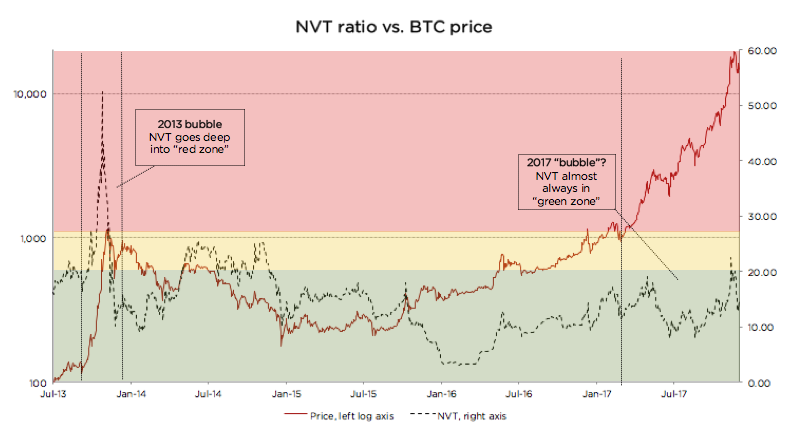 NVT ratio vs. BTC price
60.00
10,000
50.00
2013 bubble
NVT goes deep
into “red zone”
40.00
2017 “bubble”?
NVT almost
always in
“green zone”
30.00
1,000
20.00
10.00
100
0.00
Jul-13 Jan-14 Jul-14 Jan-15 Jul-15 Jan-16 Jul-16 Jan-17 Jul-17
Price, left log axis NVT, right axis